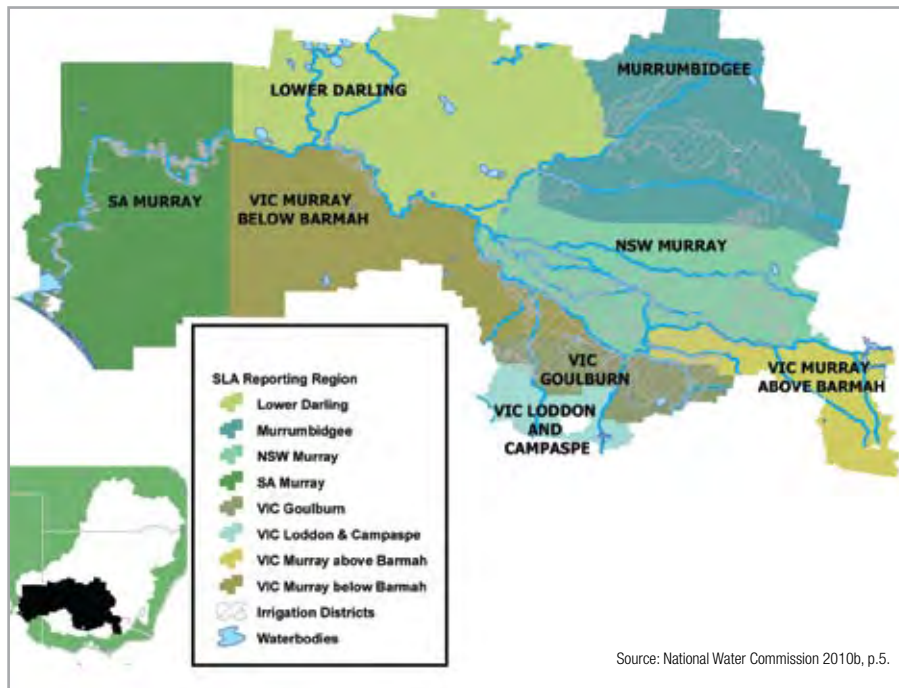 LOWER DARLING
MURRUMBIDGEE
SA MURRAY
VIC MURRAY
BELOW BARMAH
NSW MURRAY
VIC
GOULBURN
VIC MURRAY
ABOVE BARMAH
VIC LODDON
AND
CAMPASPE
SLA Reporting Region
Lower Darling
Murrumbidgee
NSW Murray
SA Murray
VIC Goulburn
VIC Loddon & Campaspe
VIC Murray above Barmah
VIC Murray below Barmah
Irrigation Districts
Waterbodies
Source: National Water Commission 2010b, p.5.